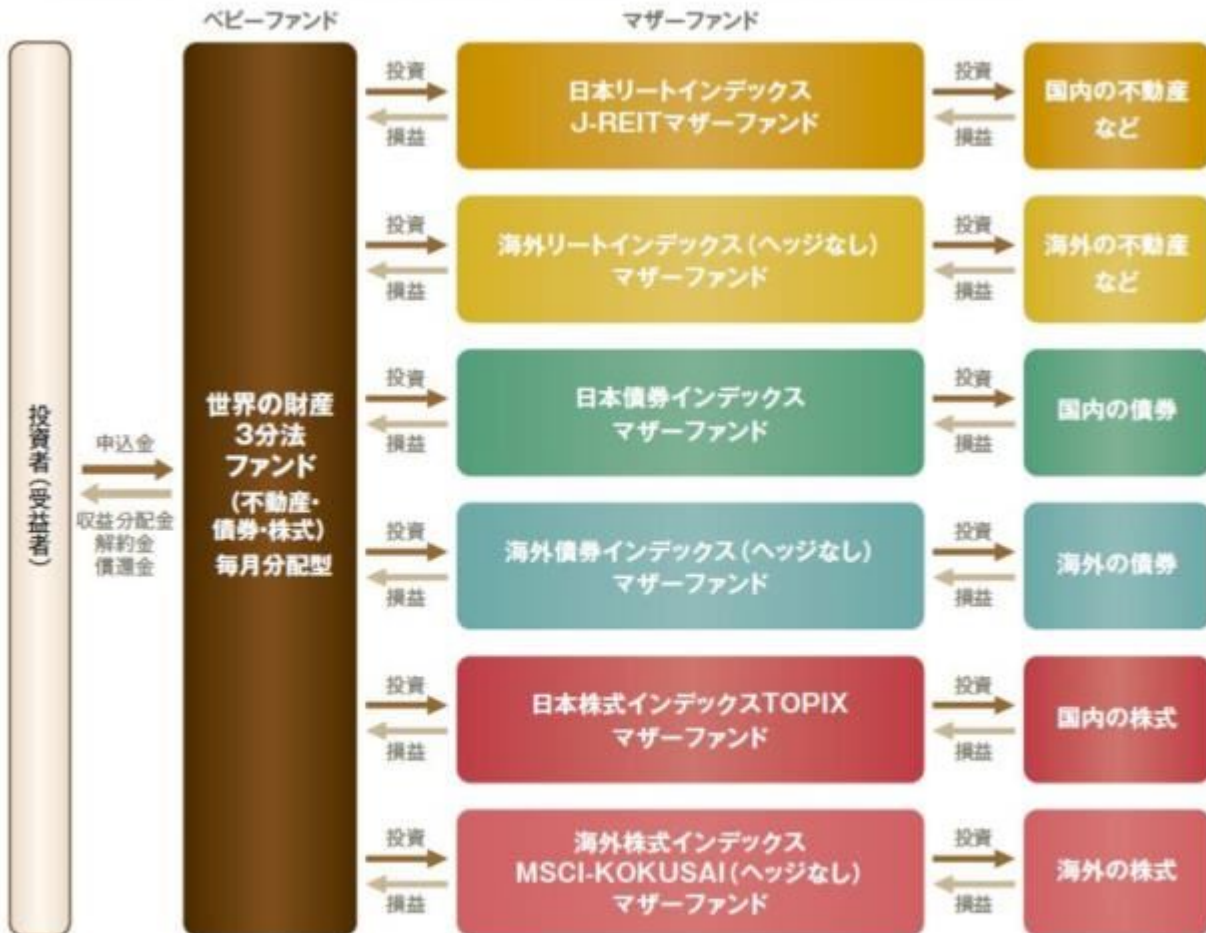 ベビーファンド
マザーファンド
投資者(受益者)
申込金
収益分配金
解約金
償還金
世界の財産
3分法
ファンド
(不動産・
債券・株式)
毎月分配型
投資
損益
日本リートインデックス
J-REITマザーファンド
投資
損益
国内の不動産
など
投資
損益
海外リートインデックス(ヘッジなし)
マザーファンド
投資
損益
海外の不動産
など
投資
損益
日本債券インデックス
マザーファンド
投資
損益
国内の債券
投資
損益
海外債券インデックス(ヘッジなし)
マザーファンド
投資
損益
海外の債券
投資
損益
日本株式インデックスTOPIX
マザーファンド
投資
損益
国内の株式
投資
損益
海外株式インデックス
MSCI-KOKUSAI(ヘッジなし)
マザーファンド
投資
損益
海外の株式